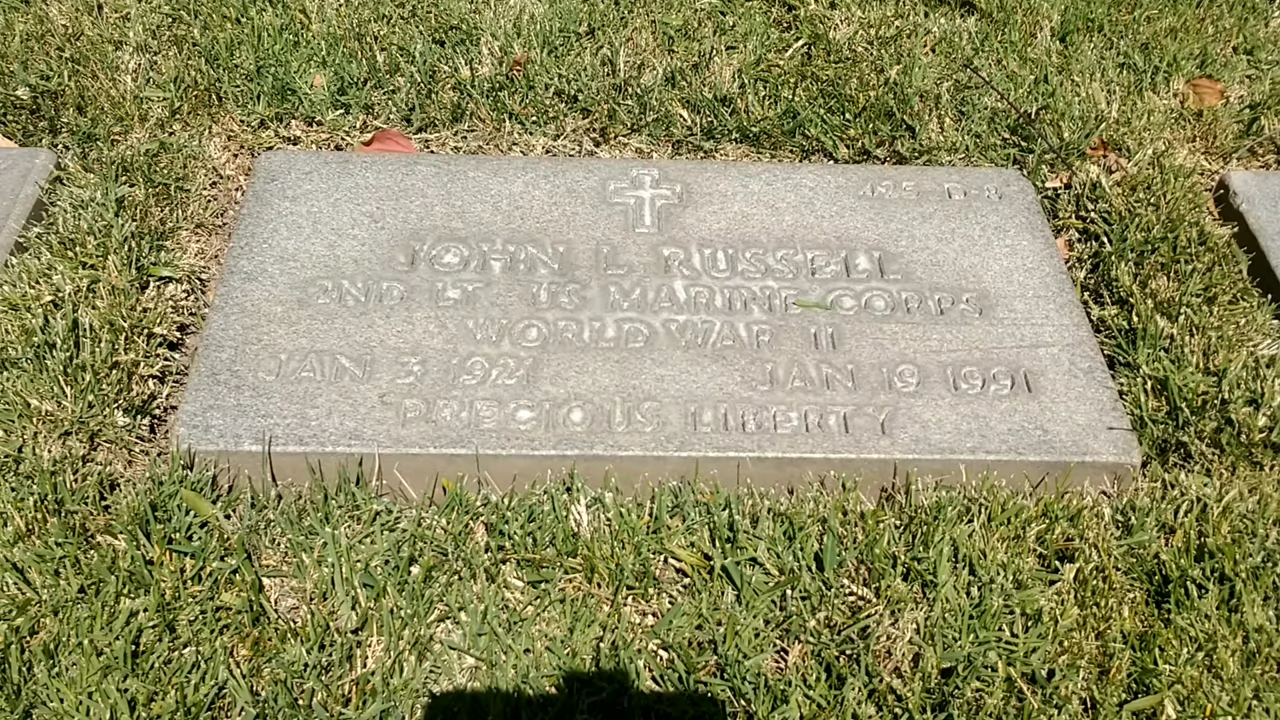 425 D-8
JOHN L RUSSELL
2ND LT US MARINE CORPS
WORLD WAR II
JAN 3 1921 JAN 19 1991
PRECIOUS LIBERTY